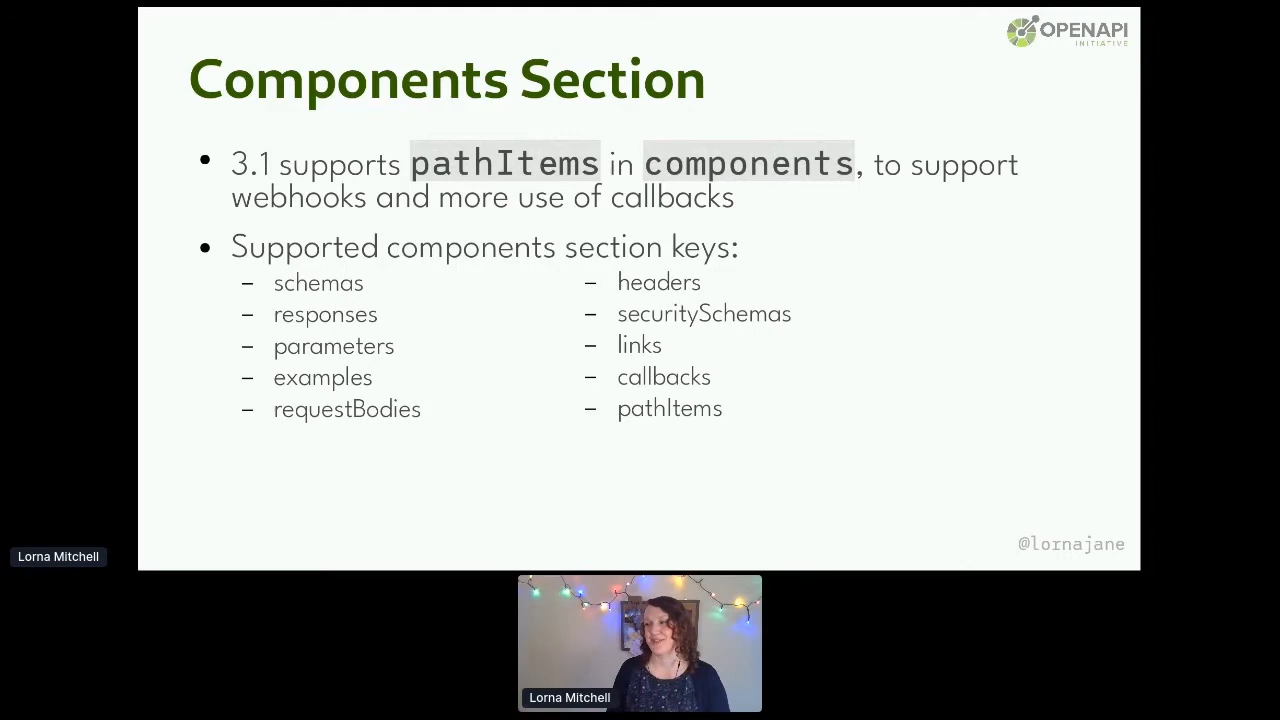 OPENAPI
INITIATIVE
Components Section
• 3.1 supports pathItems in components, to support
webhooks and more use of callbacks
• Supported components section keys:
– schemas
– responses
– parameters
– examples
– requestBodies
– headers
– securitySchemas
– links
– callbacks
– pathItems
@lornajane
Lorna Mitchell
Lorna Mitchell